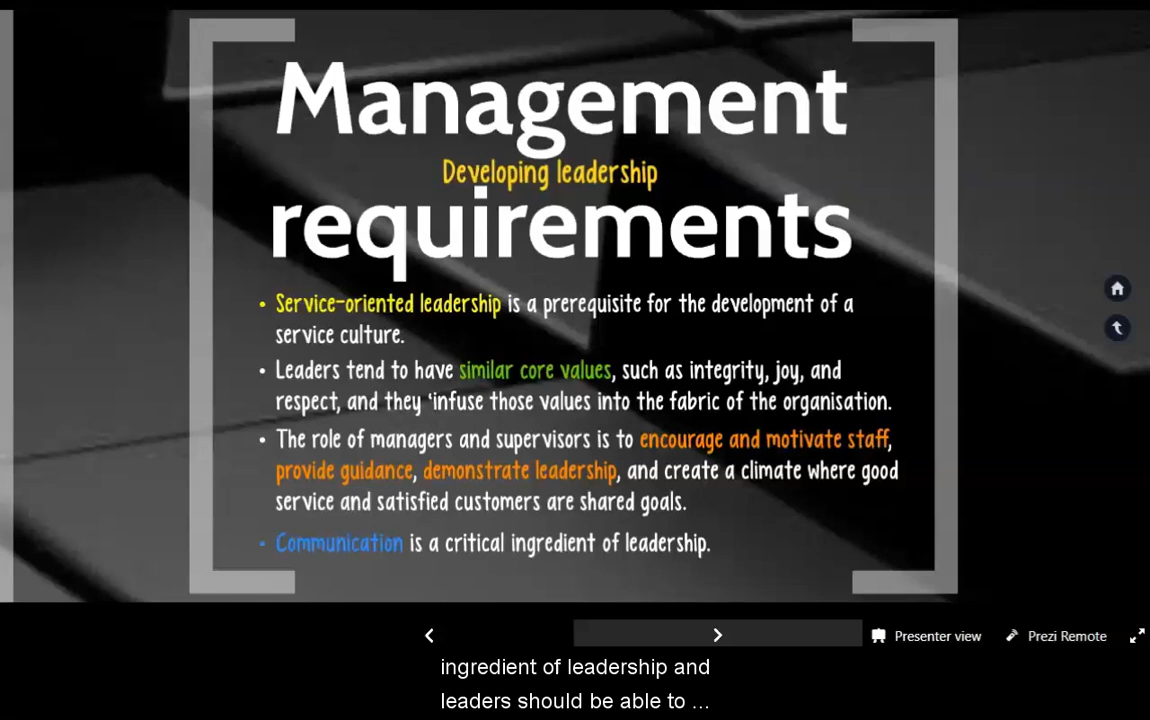 Management
Developing leadership
requirements
• Service-oriented leadership is a prerequisite for the development of a
service culture.
• Leaders tend to have similar core values, such as integrity, joy, and
respect, and they ‘infuse those values into the fabric of the organisation.
• The role of managers and supervisors is to encourage and motivate staff,
provide guidance, demonstrate leadership, and create a climate where good
service and satisfied customers are shared goals.
• Communication is a critical ingredient of leadership.
Presenter view Prezi Remote
ingredient of leadership and
leaders should be able to ...